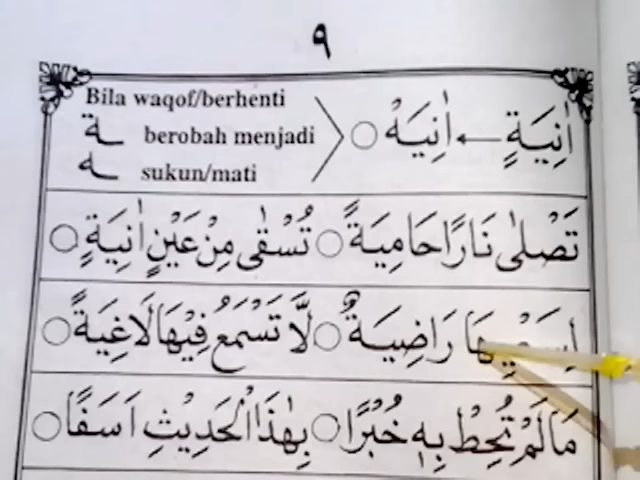 ٩
Bila waqof/berhenti
ـة berobah menjadi
ـه sukun/mati
اٰنِيَةٍ ← اٰنِيَهْ ○
تَصْلٰى نَارًا حَامِيَةً ○ تُسْقٰى مِنْ عَيْنٍ اٰنِيَةٍ ○
لِسَعْيِهَا رَاضِيَةٌ ○ لَّا تَسْمَعُ فِيْهَا لَاغِيَةً ○
مَا لَمْ تُحِطْ بِهٖ خُبْرًا ○ بِهٰذَا الْحَدِيْثِ اَسَفًا ○